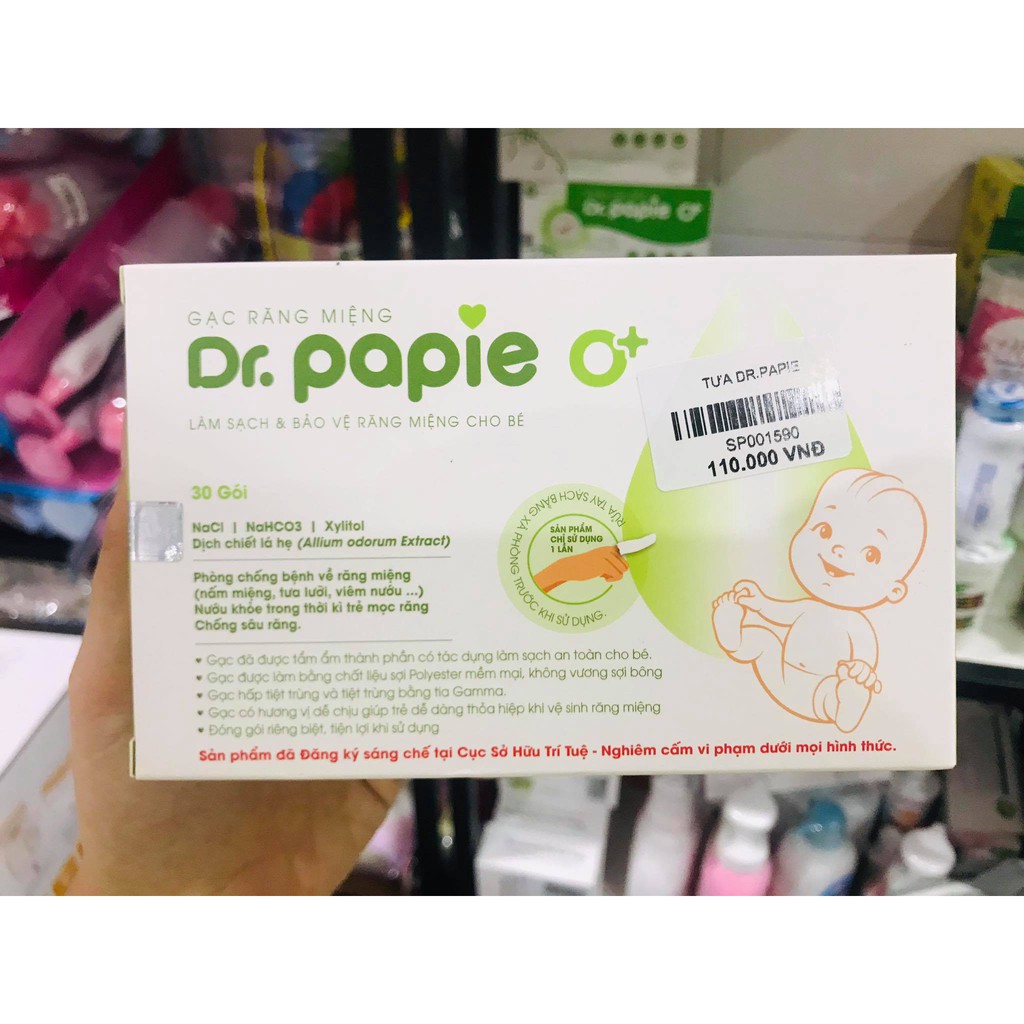 Dr. papie O+
GẠC RĂNG MIỆNG
Dr. papie O+
LÀM SẠCH & BẢO VỆ RĂNG MIỆNG CHO BÉ
TƯA DR.PAPIE
SP001590
110.000 VNĐ
30 Gói
NaCl | NaHCO3 | Xylitol
Dịch chiết lá hẹ (Allium odorum Extract)
Phòng chống bệnh về răng miệng
(nấm miệng, tưa lưỡi, viêm nướu ...)
Nướu khỏe trong thời kì trẻ mọc răng
Chống sâu răng.
RỬA TAY SẠCH BẰNG XÀ PHÒNG TRƯỚC KHI SỬ DỤNG.
SẢN PHẨM
CHỈ SỬ DỤNG
1 LẦN
Gạc đã được tẩm ẩm thành phần có tác dụng làm sạch an toàn cho bé.
Gạc được làm bằng chất liệu sợi Polyester mềm mại, không vương sợi bông
Gạc hấp tiệt trùng và tiệt trùng bằng tia Gamma.
Gạc có hương vị dễ chịu giúp trẻ dễ dàng thỏa hiệp khi vệ sinh răng miệng
Đóng gói riêng biệt, tiện lợi khi sử dụng
Sản phẩm đã Đăng ký sáng chế tại Cục Sở Hữu Trí Tuệ - Nghiêm cấm vi phạm dưới mọi hình thức.